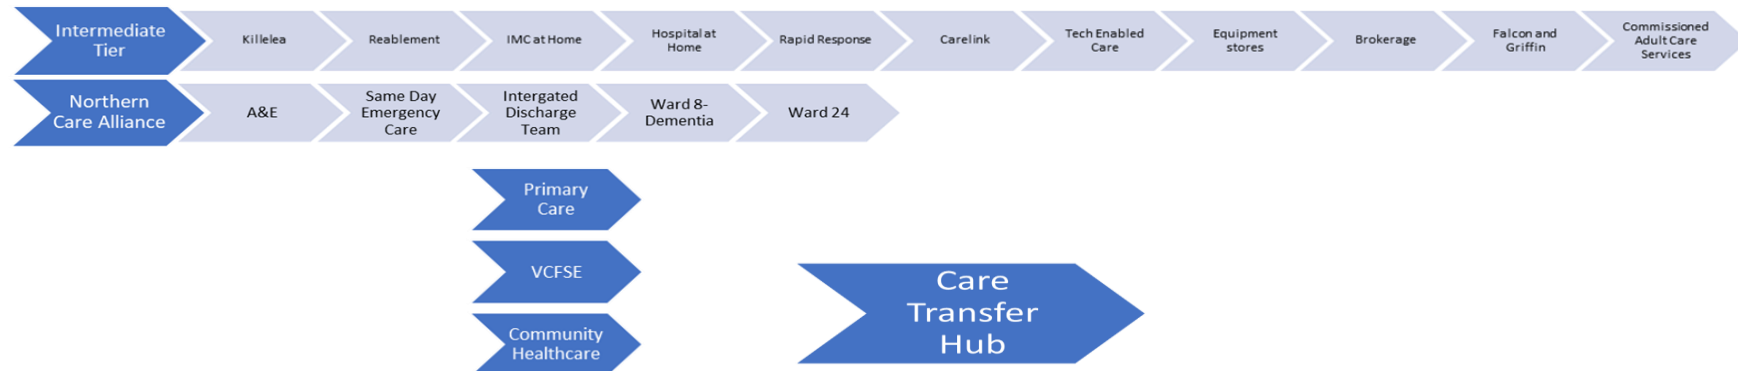 Intermediate
Tier
Killelea
Reablement
IMC at Home
Hospital at
Home
Rapid Response
Carelink
Tech Enabled
Care
Equipment
stores
Brokerage
Falcon and
Griffin
Commissioned
Adult Care
Services
Northern
Care Alliance
A&E
Same Day
Emergency
Care
Intergated
Discharge
Team
Ward 8-
Dementia
Ward 24
Primary
Care
VCFSE
Community
Healthcare
Care
Transfer
Hub